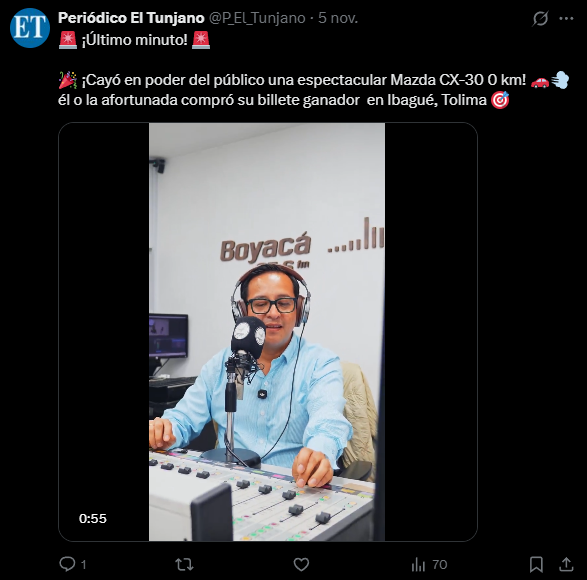 ET
Periódico El Tunjano @P_El_Tunjano · 5 nov.
🚨 ¡Último minuto! 🚨
🎉 ¡Cayó en poder del público una espectacular Mazda CX-30 0 km! 🚗💨
él o la afortunada compró su billete ganador en Ibagué, Tolima 🎯
Boyacá
fm
0:55
1
70